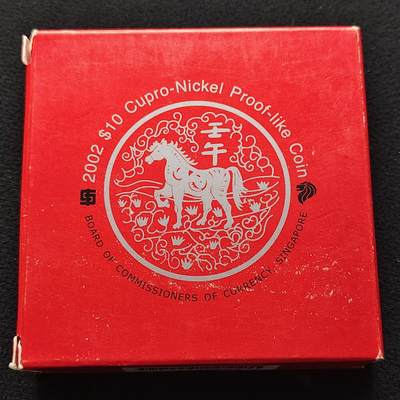 2002 $10 Cupro-Nickel Proof-like Coin
壬午
BOARD OF COMMISSIONERS OF CURRENCY, SINGAPORE